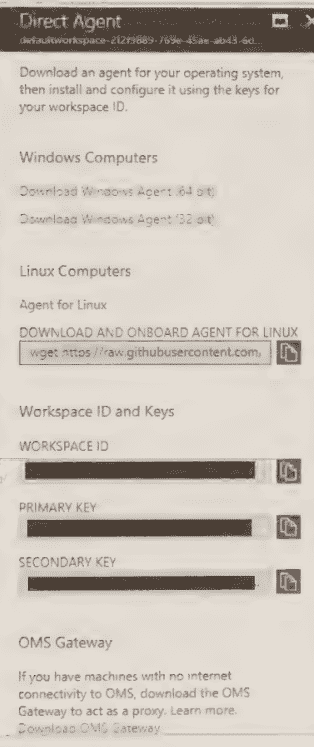 Direct Agent
Download an agent for your operating system,
then install and configure it using the keys for
your workspace ID.
Windows Computers
Download Windows Agent (64 bit)
Download Windows Agent (32 bit)
Linux Computers
Agent for Linux
DOWNLOAD AND ONBOARD AGENT FOR LINUX
wget https://raw.githubusercontent.com,
Workspace ID and Keys
WORKSPACE ID
PRIMARY KEY
SECONDARY KEY
OMS Gateway
If you have machines with no internet
connectivity to OMS, download the OMS
Gateway to act as a proxy. Learn more.
Download OMS Gateway